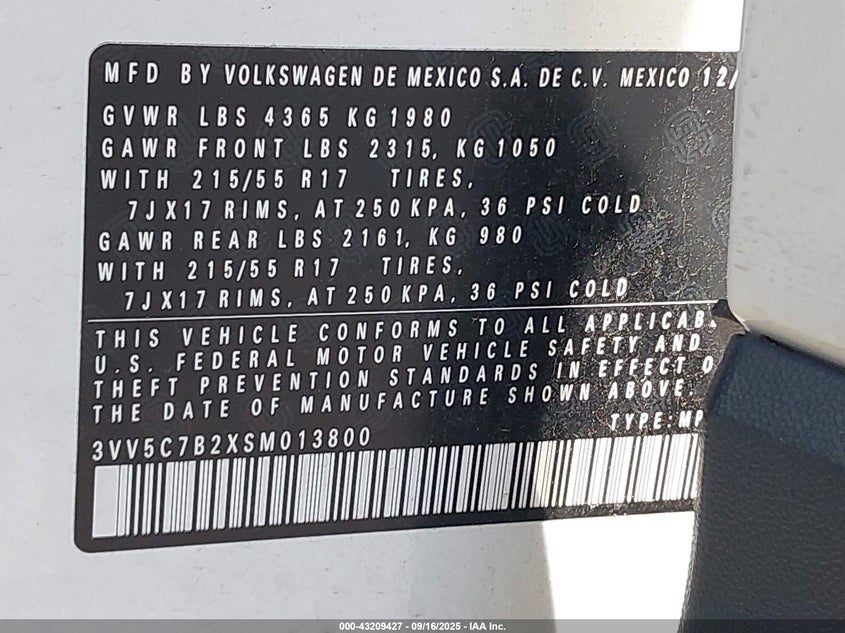 MFD BY VOLKSWAGEN DE MEXICO S.A. DE C.V. MEXICO 12/
GVWR LBS 4365 KG 1980
GAWR FRONT LBS 2315, KG 1050
WITH 215/55 R17 TIRES,
7JX17 RIMS, AT 250 KPA, 36 PSI COLD
GAWR REAR LBS 2161, KG 980
WITH 215/55 R17 TIRES,
7JX17 RIMS, AT 250 KPA, 36 PSI COLD
THIS VEHICLE CONFORMS TO ALL APPLICAB
U.S. FEDERAL MOTOR VEHICLE SAFETY AND
THEFT PREVENTION STANDARDS IN EFFECT O
THE DATE OF MANUFACTURE SHOWN ABOVE
TYPE: MP
3VV5C7B2XSM013800
000-43209427 - 09/16/2025 - IAA Inc.